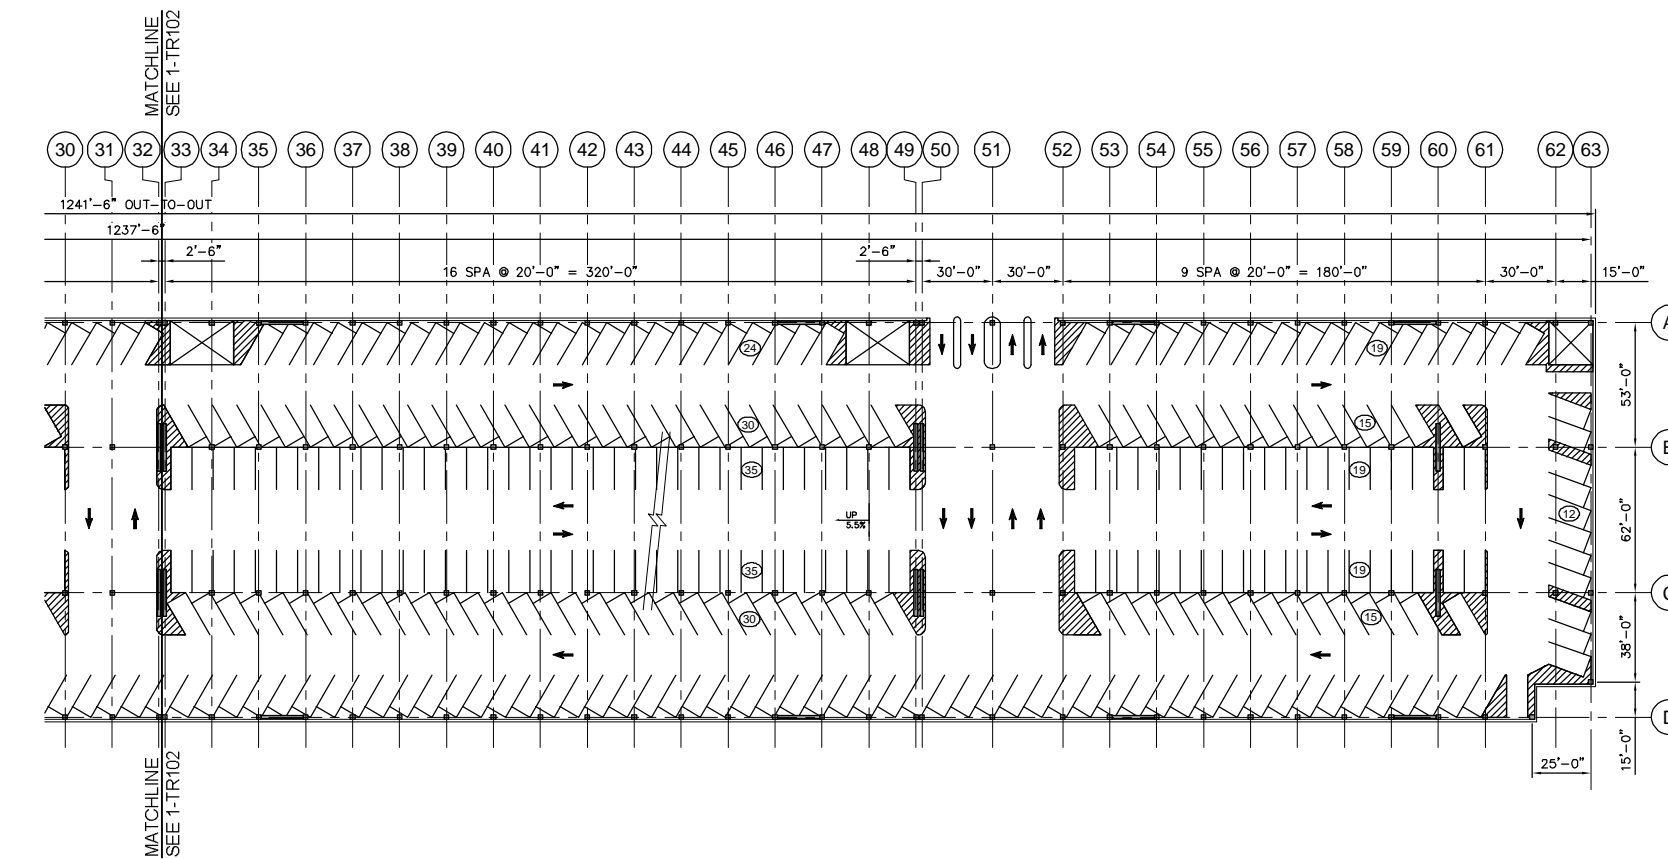 MATCHLINE
SEE 1-TR102
30 31 32 33 34 35 36 37 38 39 40 41 42 43 44 45 46 47 48 49 50 51 52 53 54 55 56 57 58 59 60 61 62 63
1241'-6" OUT-TO-OUT
1237'-6"
2'-6" 2'-6"
16 SPA @ 20'-0" = 320'-0" 30'-0" 30'-0" 9 SPA @ 20'-0" = 180'-0" 30'-0" 15'-0"
A
24 19
53'-0"
30 15
35 19
UP
5.5%
12
62'-0"
35 19
30 15
38'-0"
15'-0"
25'-0"
MATCHLINE
SEE 1-TR102